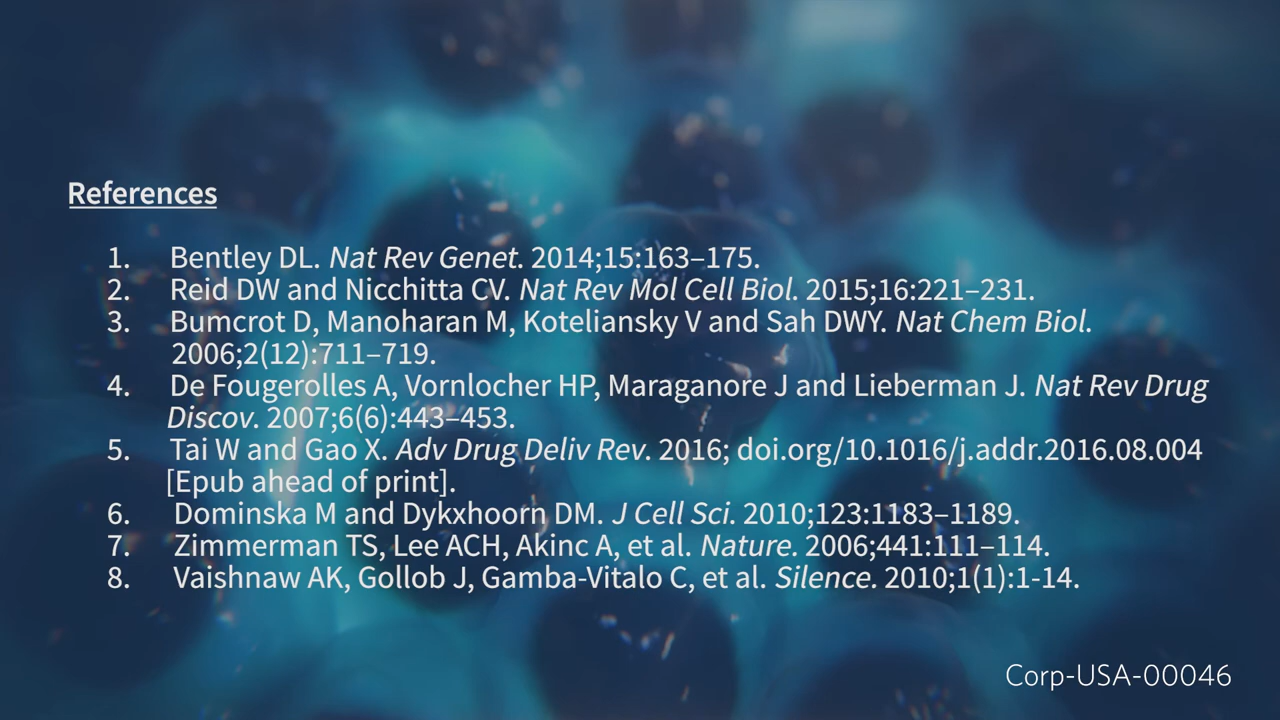 References
1. Bentley DL. Nat Rev Genet. 2014;15:163–175.
2. Reid DW and Nicchitta CV. Nat Rev Mol Cell Biol. 2015;16:221–231.
3. Bumcrot D, Manoharan M, Koteliansky V and Sah DWY. Nat Chem Biol.
2006;2(12):711–719.
4. De Fougerolles A, Vornlocher HP, Maraganore J and Lieberman J. Nat Rev Drug
Discov. 2007;6(6):443–453.
5. Tai W and Gao X. Adv Drug Deliv Rev. 2016; doi.org/10.1016/j.addr.2016.08.004
[Epub ahead of print].
6. Dominska M and Dykxhoorn DM. J Cell Sci. 2010;123:1183–1189.
7. Zimmerman TS, Lee ACH, Akinc A, et al. Nature. 2006;441:111–114.
8. Vaishnaw AK, Gollob J, Gamba-Vitalo C, et al. Silence. 2010;1(1):1-14.
Corp-USA-00046